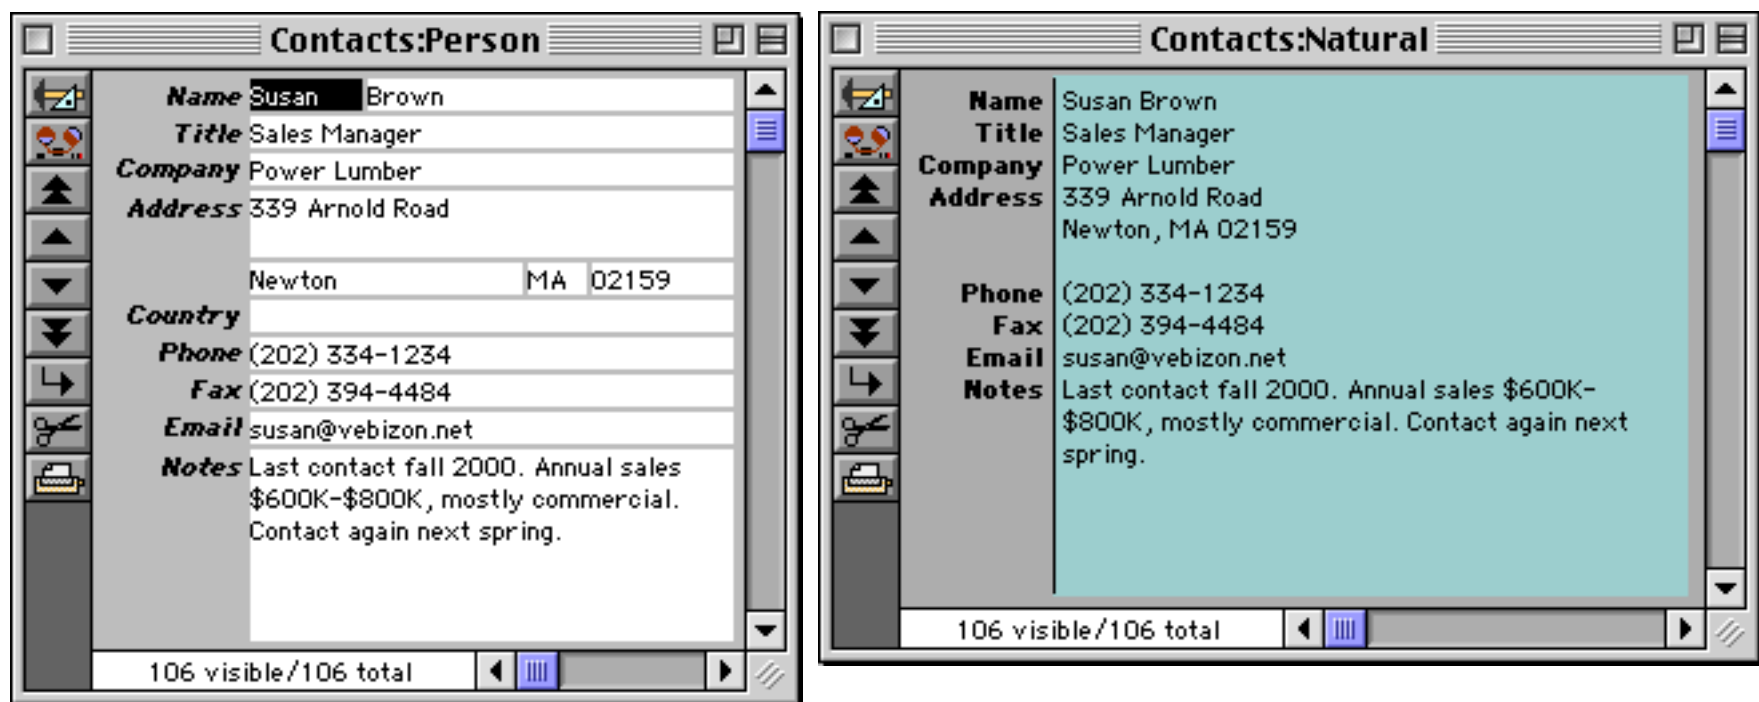 Contacts:Person
Name Susan Brown
Title Sales Manager
Company Power Lumber
Address 339 Arnold Road
Newton MA 02159
Country
Phone (202) 334-1234
Fax (202) 394-4484
Email susan@vebizon.net
Notes Last contact fall 2000. Annual sales
$600K-$800K, mostly commercial.
Contact again next spring.
106 visible/106 total
Contacts:Natural
Name Susan Brown
Title Sales Manager
Company Power Lumber
Address 339 Arnold Road
Newton, MA 02159
Phone (202) 334-1234
Fax (202) 394-4484
Email susan@vebizon.net
Notes Last contact fall 2000. Annual sales $600K-
$800K, mostly commercial. Contact again next
spring.
106 visible/106 total